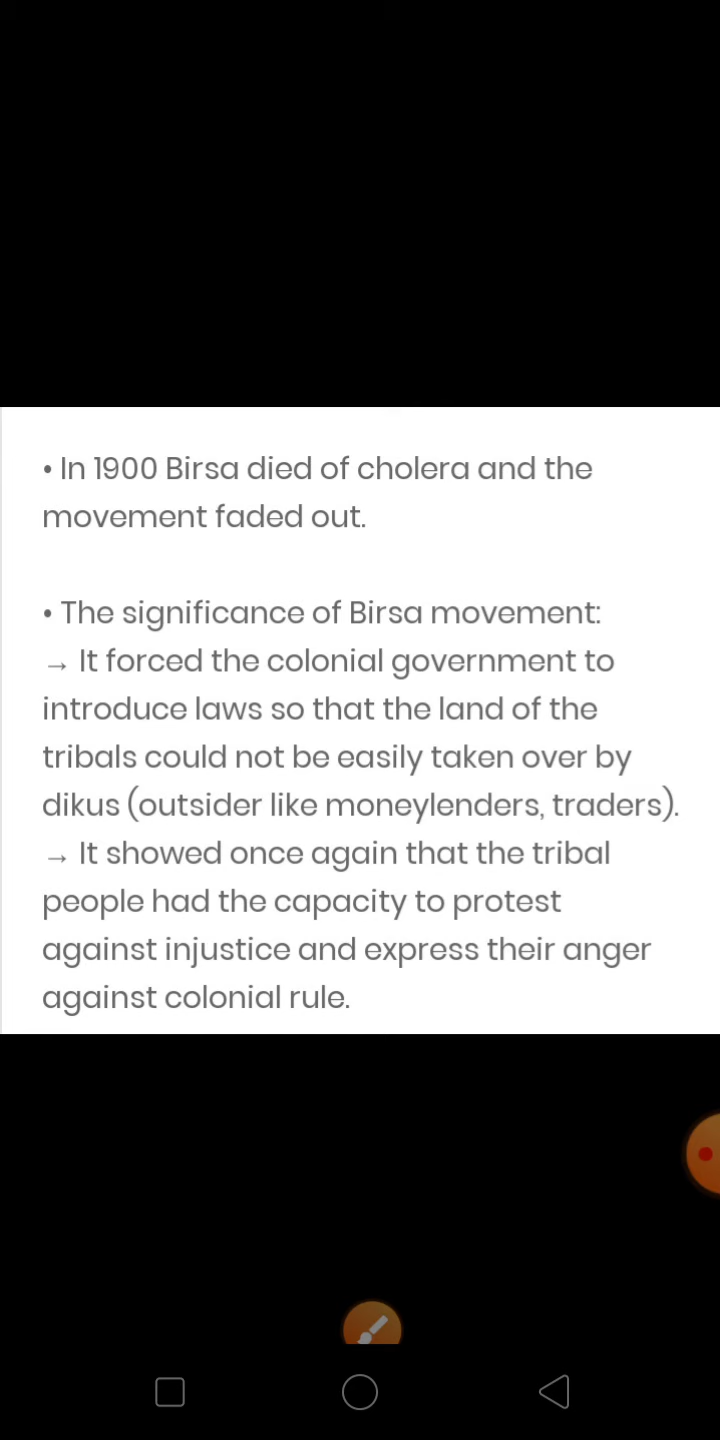 • In 1900 Birsa died of cholera and the
movement faded out.
• The significance of Birsa movement:
→ It forced the colonial government to
introduce laws so that the land of the
tribals could not be easily taken over by
dikus (outsider like moneylenders, traders).
→ It showed once again that the tribal
people had the capacity to protest
against injustice and express their anger
against colonial rule.